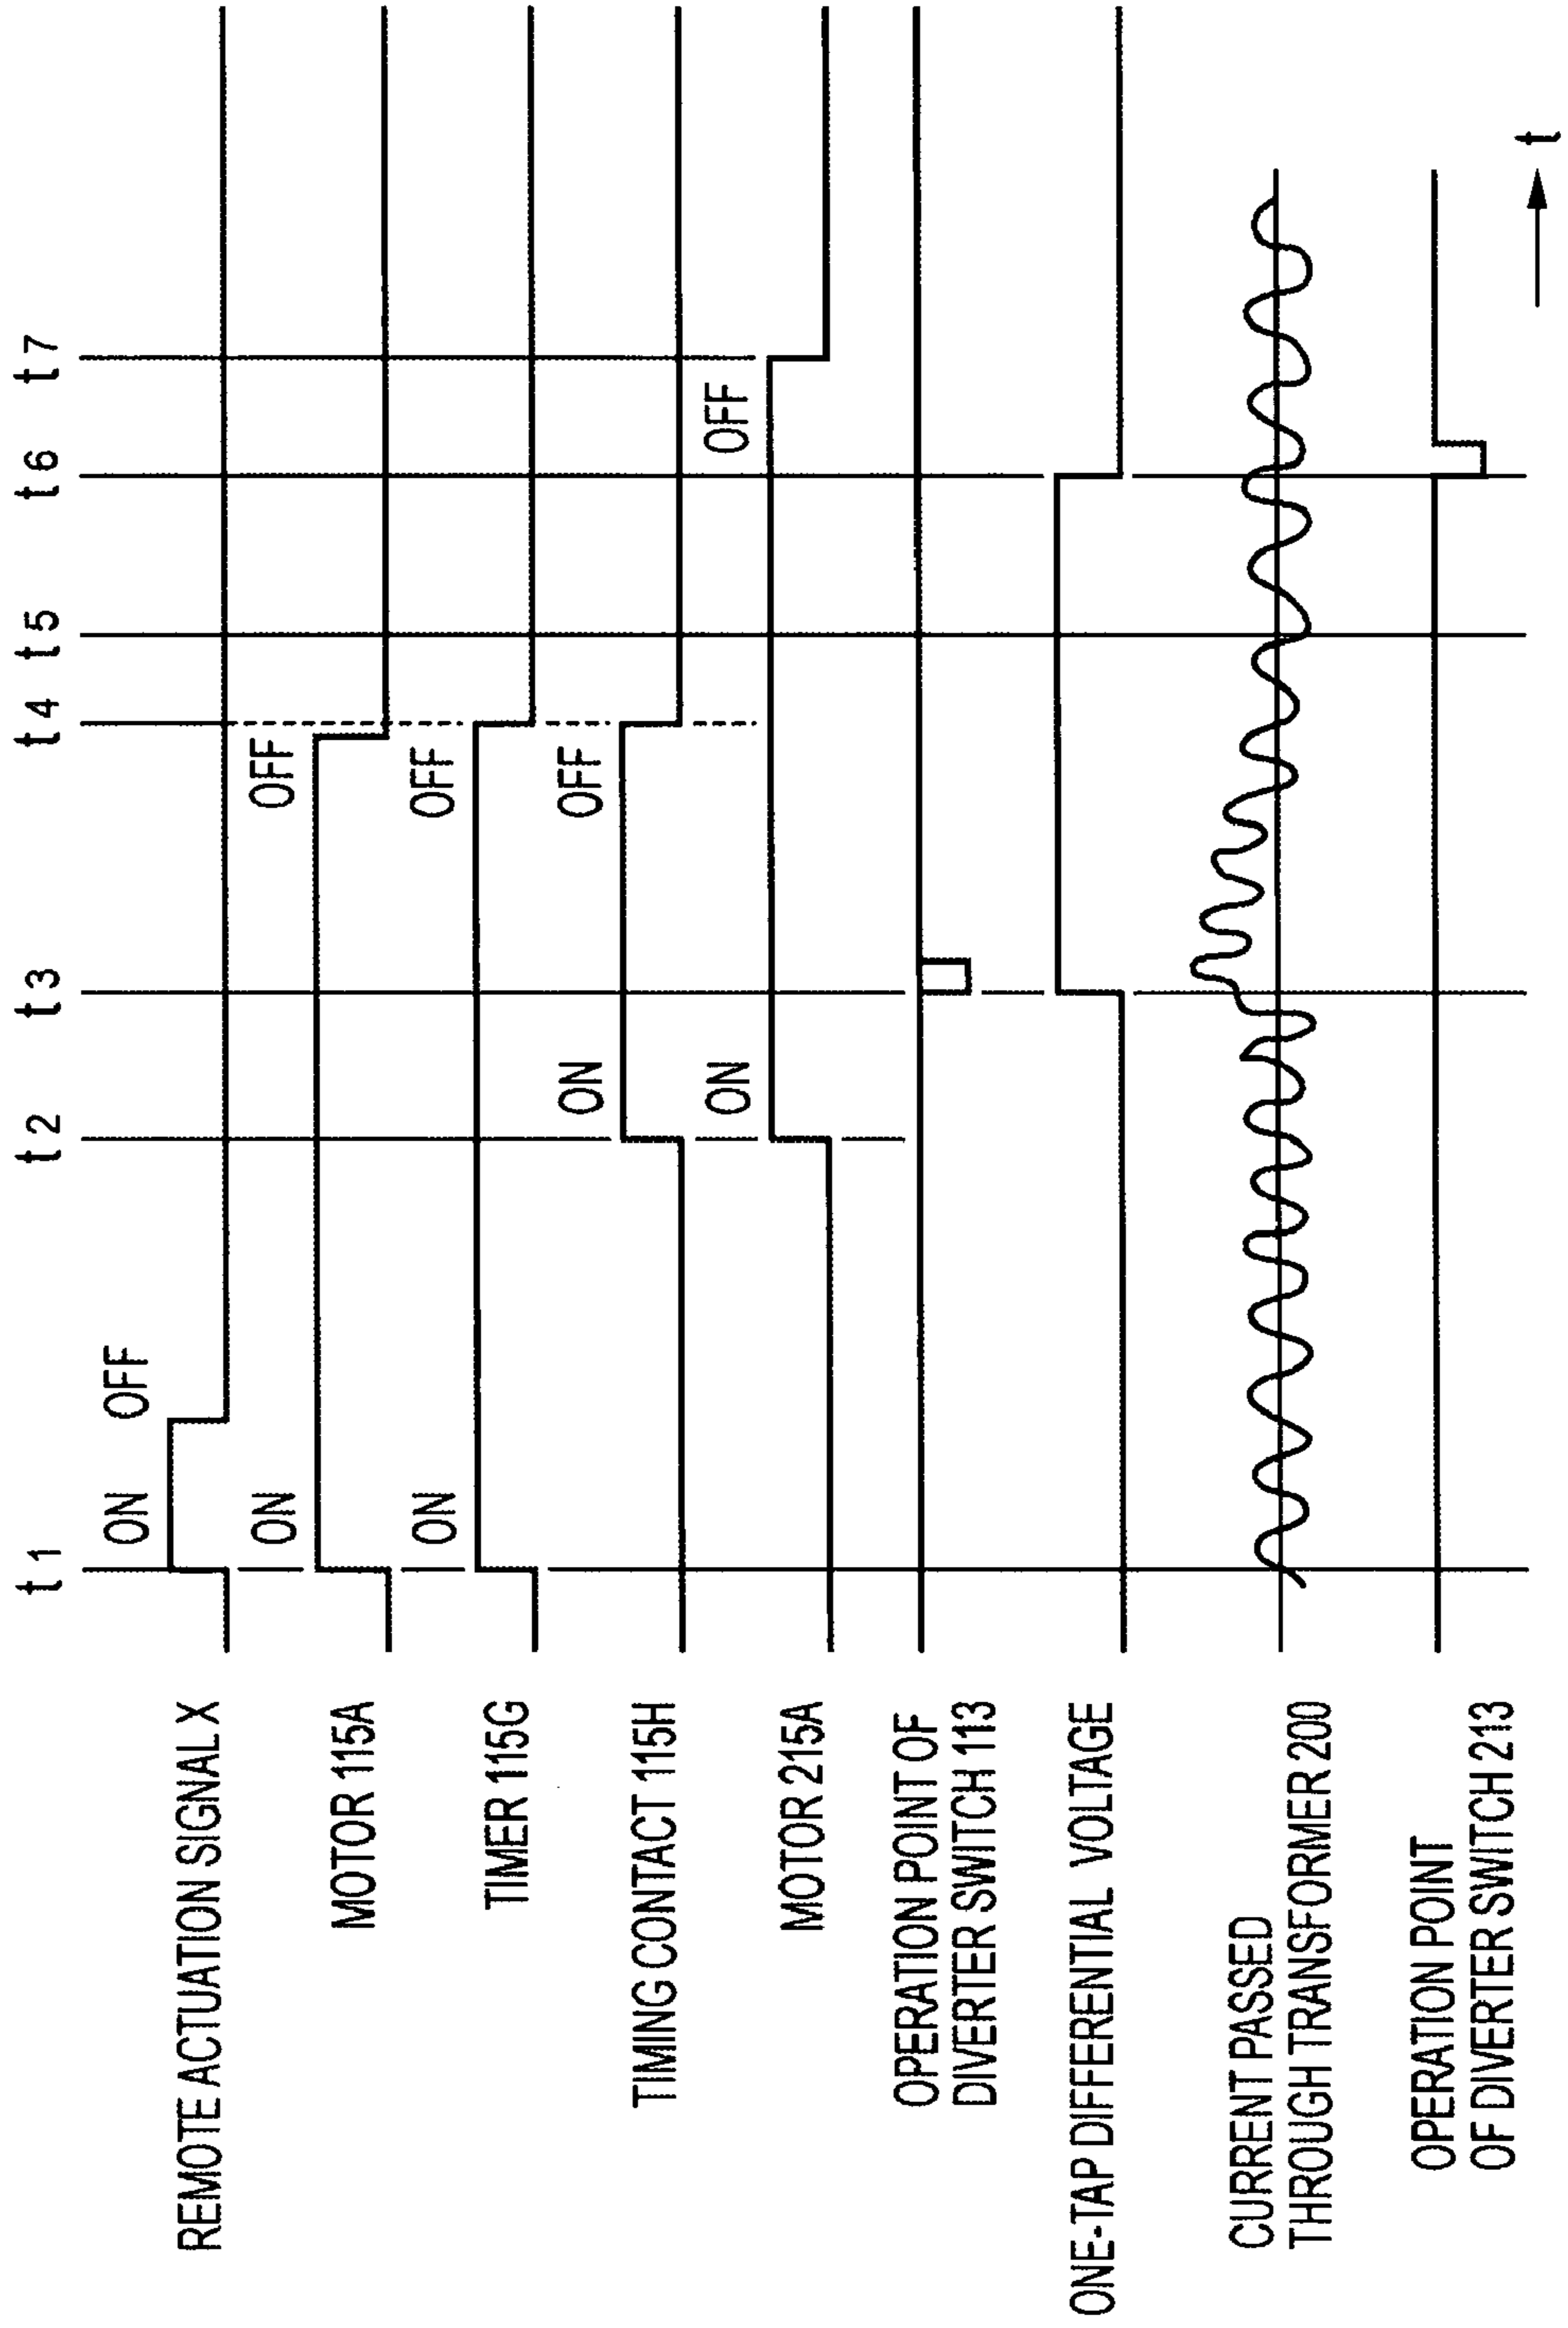 t1 t2 t3 t4 t5 t6 t7
REMOTE ACTUATION SIGNAL X ON OFF
MOTOR 115A ON OFF
TIMER 115G ON OFF
TIMING CONTACT 115H ON OFF
MOTOR 215A ON OFF
OPERATION POINT OF
DIVERTER SWITCH 113
ONE-TAP DIFFERENTIAL VOLTAGE
CURRENT PASSED
THROUGH TRANSFORMER 200
OPERATION POINT
OF DIVERTER SWITCH 213
t